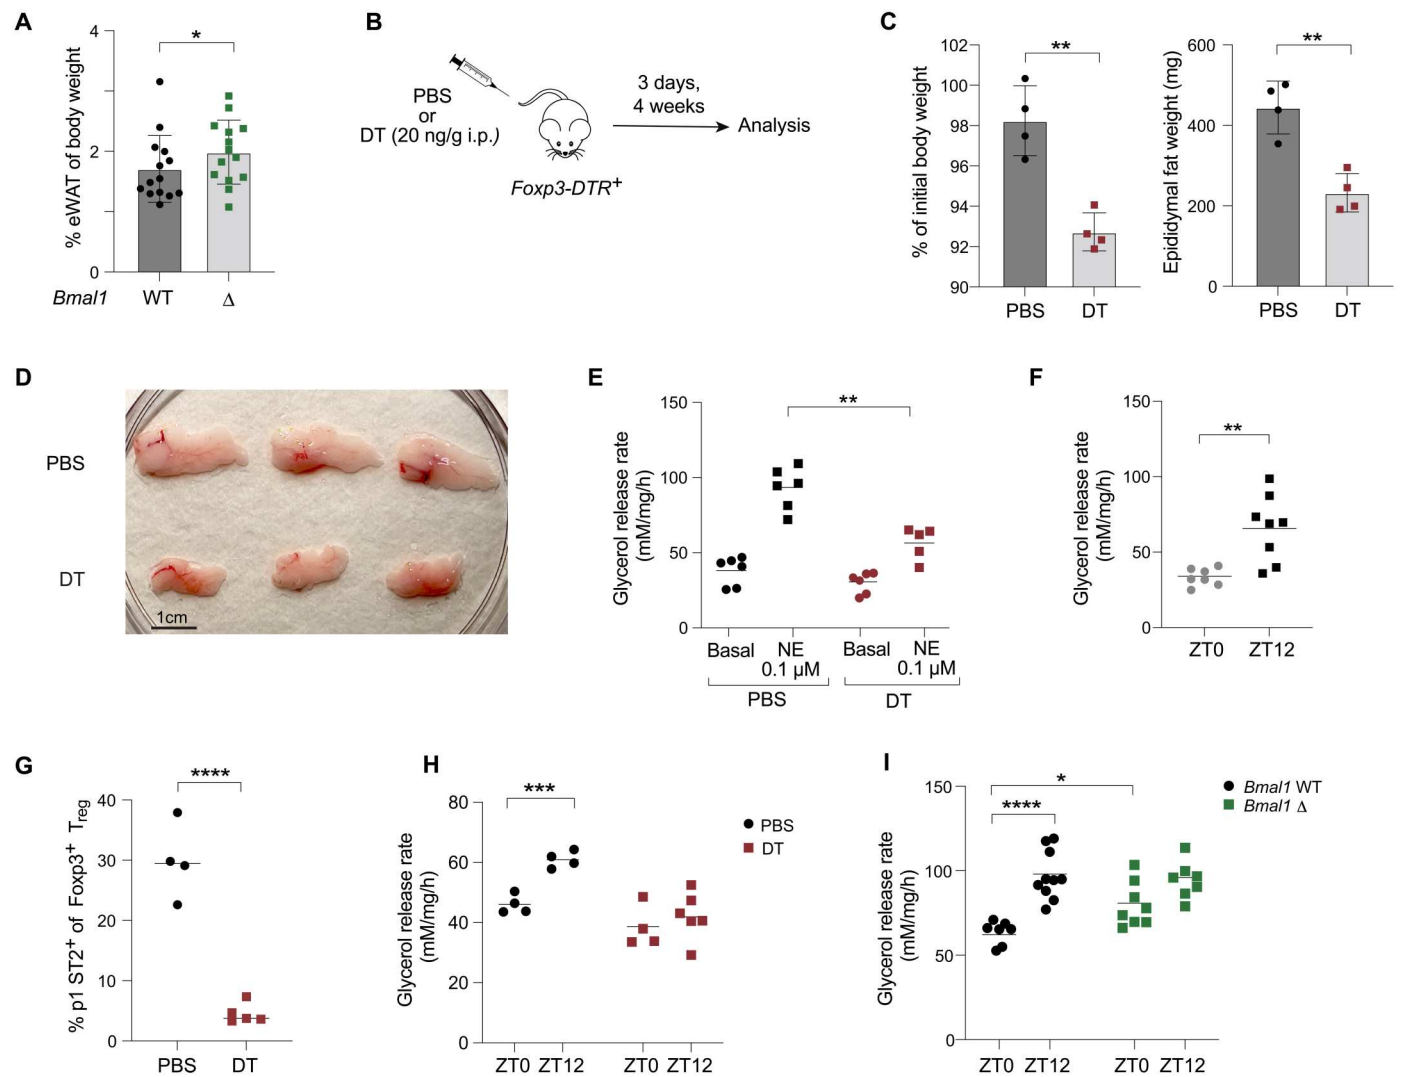 A
% eWAT of body weight
4
2
0
*
Bmal1 WT Δ
B
PBS
or
DT (20 ng/g i.p.)
Foxp3-DTR+
3 days,
4 weeks
Analysis
C
% of initial body weight
102
100
98
96
94
92
90
**
PBS DT
Epididymal fat weight (mg)
600
400
200
0
**
PBS DT
D
PBS
DT
1cm
E
Glycerol release rate
(mM/mg/h)
150
100
50
0
**
Basal NE Basal NE
0.1 µM 0.1 µM
PBS DT
F
Glycerol release rate
(mM/mg/h)
150
100
50
0
**
ZT0 ZT12
G
% p1 ST2+ of Foxp3+ Treg
40
30
20
10
0
****
PBS DT
H
Glycerol release rate
(mM/mg/h)
80
60
40
20
0
***
PBS
DT
ZT0 ZT12 ZT0 ZT12
I
Glycerol release rate
(mM/mg/h)
150
100
50
0
*
****
Bmal1 WT
Bmal1 Δ
ZT0 ZT12 ZT0 ZT12